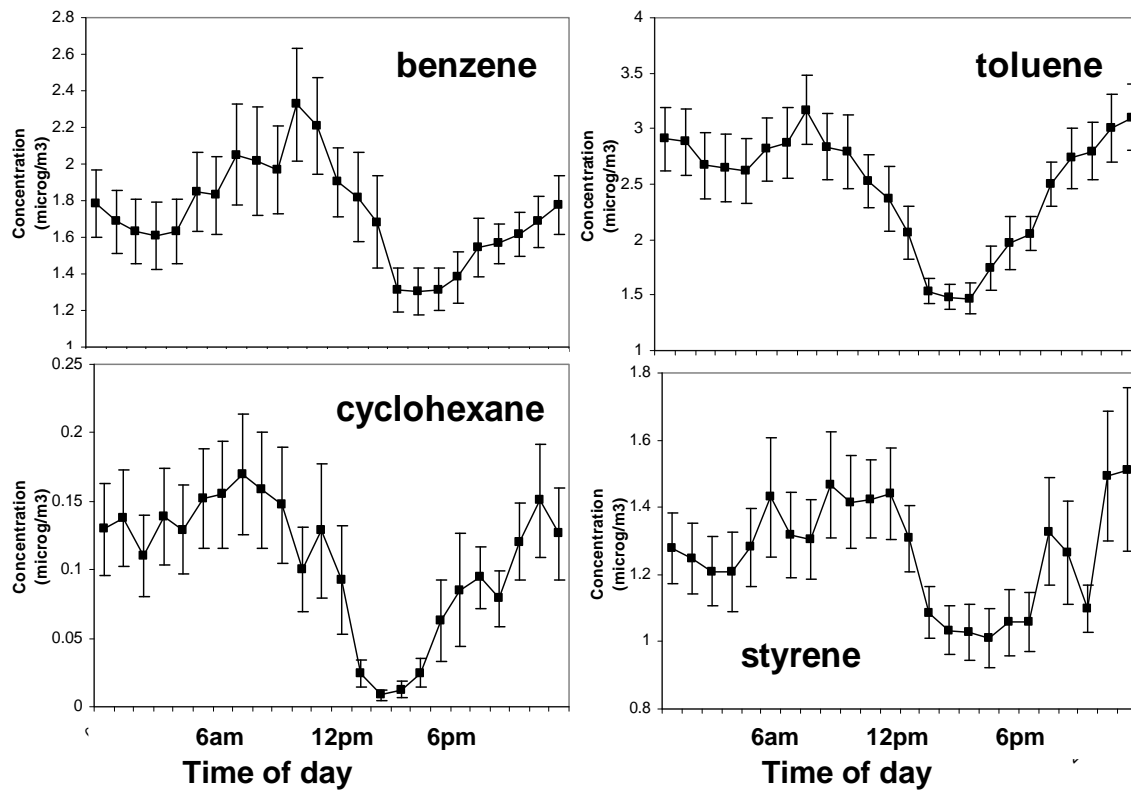 2.8
2.6
2.4
2.2
2
1.8
1.6
1.4
1.2
1
Concentration
(microg/m3)
benzene
4
3.5
3
2.5
2
1.5
1
Concentration
(microg/m3)
toluene
0.25
0.2
0.15
0.1
0.05
0
Concentration
(microg/m3)
cyclohexane
6am 12pm 6pm
Time of day
1.8
1.6
1.4
1.2
1
0.8
Concentration
(microg/m3)
styrene
6am 12pm 6pm
Time of day